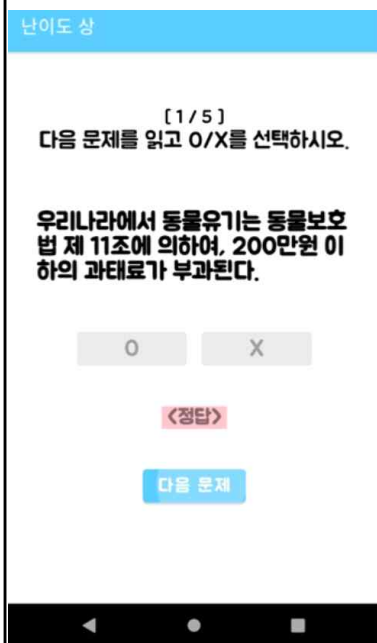 난이도 상
[1/5]
다음 문제를 읽고 O/X를 선택하시오.
우리나라에서 동물유기는 동물보호
법 제 11조에 의하여, 200만원 이
하의 과태료가 부과된다.
O X
<정답>
다음 문제